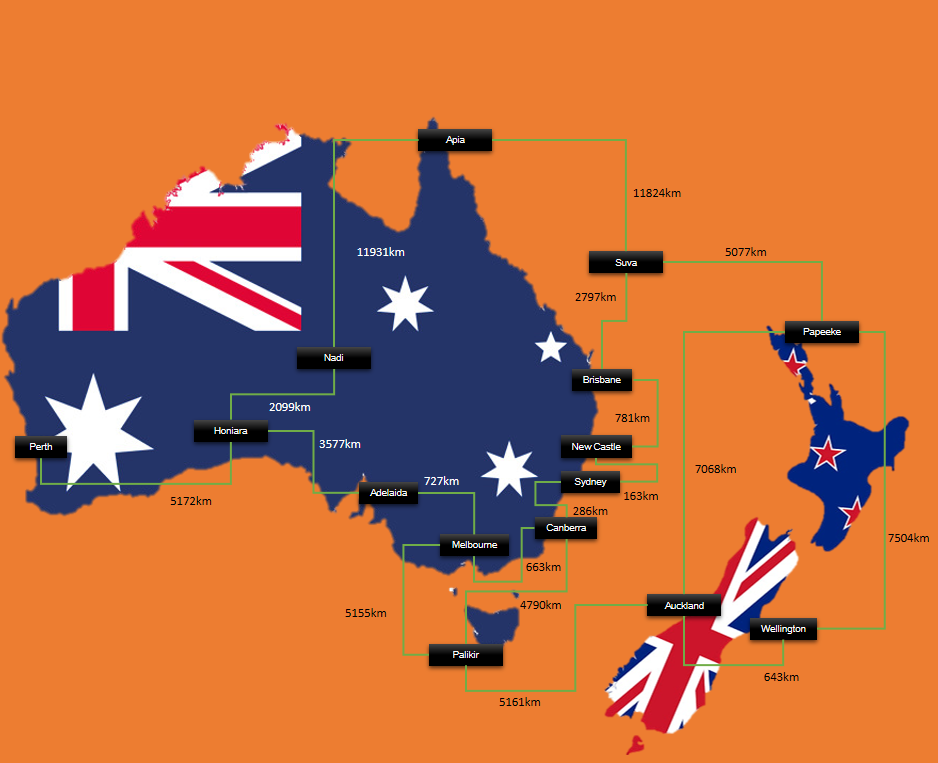 Apia
11824km
11931km
5077km
Suva
2797km
Papeeke
Nadi
Brisbane
2099km
781km
Honiara
3577km
Perth
New Castle
7068km
5172km
727km
Sydney
163km
Adelaida
286km
Canberra
7504km
Melbourne
663km
4790km
5155km
Auckland
Wellington
Palikir
643km
5161km